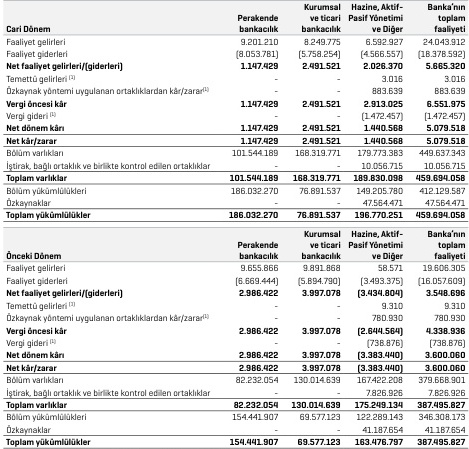 Cari Dönem Perakende bankacılık Kurumsal ve ticari bankacılık Hazine, Aktif-Pasif Yönetimi ve Diğer Banka'nın toplam faaliyeti
Faaliyet gelirleri 9.201.210 8.249.775 6.592.927 24.043.912
Faaliyet giderleri (8.053.781) (5.758.254) (4.566.557) (18.378.592)
Net faaliyet gelirleri/(giderleri) 1.147.429 2.491.521 2.026.370 5.665.320
Temettü gelirleri (1) - - 3.016 3.016
Özkaynak yöntemi uygulanan ortaklıklardan kâr/zarar(1) - - 883.639 883.639
Vergi öncesi kâr 1.147.429 2.491.521 2.913.025 6.551.975
Vergi gideri (1) - - (1.472.457) (1.472.457)
Net dönem kârı 1.147.429 2.491.521 1.440.568 5.079.518
Net kâr/zarar 1.147.429 2.491.521 1.440.568 5.079.518
Bölüm varlıkları 101.544.189 168.319.771 179.773.383 449.637.343
İştirak, bağlı ortaklık ve birlikte kontrol edilen ortaklıklar - - 10.056.715 10.056.715
Toplam varlıklar 101.544.189 168.319.771 189.830.098 459.694.058
Bölüm yükümlülükleri 186.032.270 76.891.537 149.205.780 412.129.587
Özkaynaklar - - 47.564.471 47.564.471
Toplam yükümlülükler 186.032.270 76.891.537 196.770.251 459.694.058
Önceki Dönem Perakende bankacılık Kurumsal ve ticari bankacılık Hazine, Aktif-Pasif Yönetimi ve Diğer Banka'nın toplam faaliyeti
Faaliyet gelirleri 9.655.866 9.891.868 58.571 19.606.305
Faaliyet giderleri (6.669.444) (5.894.790) (3.493.375) (16.057.609)
Net faaliyet gelirleri/(giderleri) 2.986.422 3.997.078 (3.434.804) 3.548.696
Temettü gelirleri (1) - - 9.310 9.310
Özkaynak yöntemi uygulanan ortaklıklardan kâr/zarar(1) - - 780.930 780.930
Vergi öncesi kâr 2.986.422 3.997.078 (2.644.564) 4.338.936
Vergi gideri (1) - - (738.876) (738.876)
Net dönem kârı 2.986.422 3.997.078 (3.383.440) 3.600.060
Net kâr/zarar 2.986.422 3.997.078 (3.383.440) 3.600.060
Bölüm varlıkları 82.232.054 130.014.639 167.422.208 379.668.901
İştirak, bağlı ortaklık ve birlikte kontrol edilen ortaklıklar - - 7.826.926 7.826.926
Toplam varlıklar 82.232.054 130.014.639 175.249.134 387.495.827
Bölüm yükümlülükleri 154.441.907 69.577.123 122.289.143 346.308.173
Özkaynaklar - - 41.187.654 41.187.654
Toplam yükümlülükler 154.441.907 69.577.123 163.476.797 387.495.827